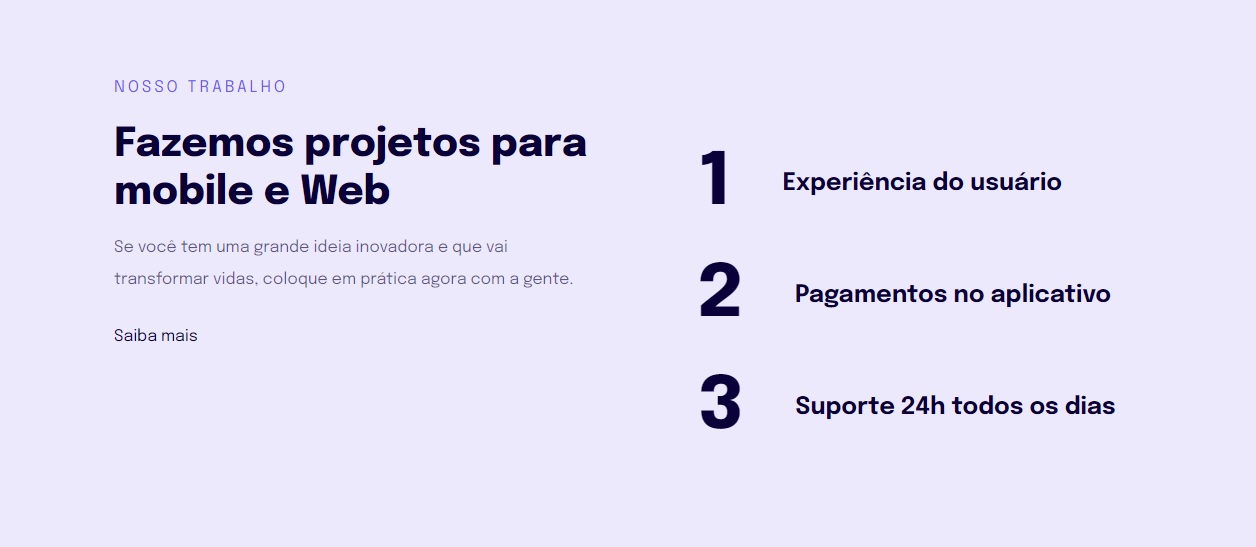 NOSSO TRABALHO
Fazemos projetos para
mobile e Web
Se você tem uma grande ideia inovadora e que vai
transformar vidas, coloque em prática agora com a gente.
Saiba mais
1 Experiência do usuário
2 Pagamentos no aplicativo
3 Suporte 24h todos os dias